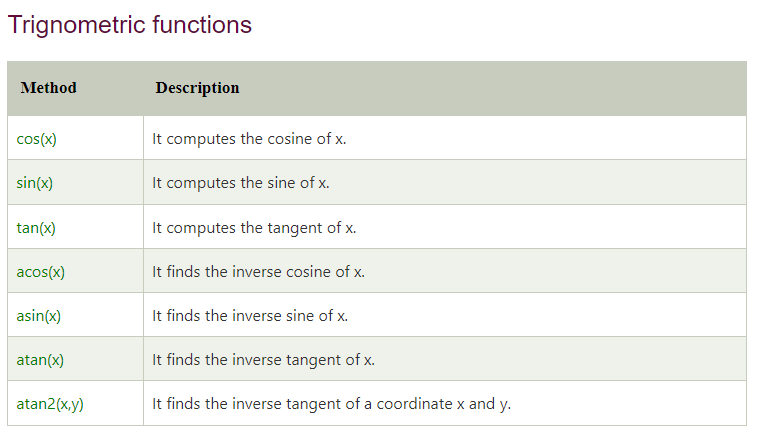 Trignometric functions
Method Description
cos(x) It computes the cosine of x.
sin(x) It computes the sine of x.
tan(x) It computes the tangent of x.
acos(x) It finds the inverse cosine of x.
asin(x) It finds the inverse sine of x.
atan(x) It finds the inverse tangent of x.
atan2(x,y) It finds the inverse tangent of a coordinate x and y.